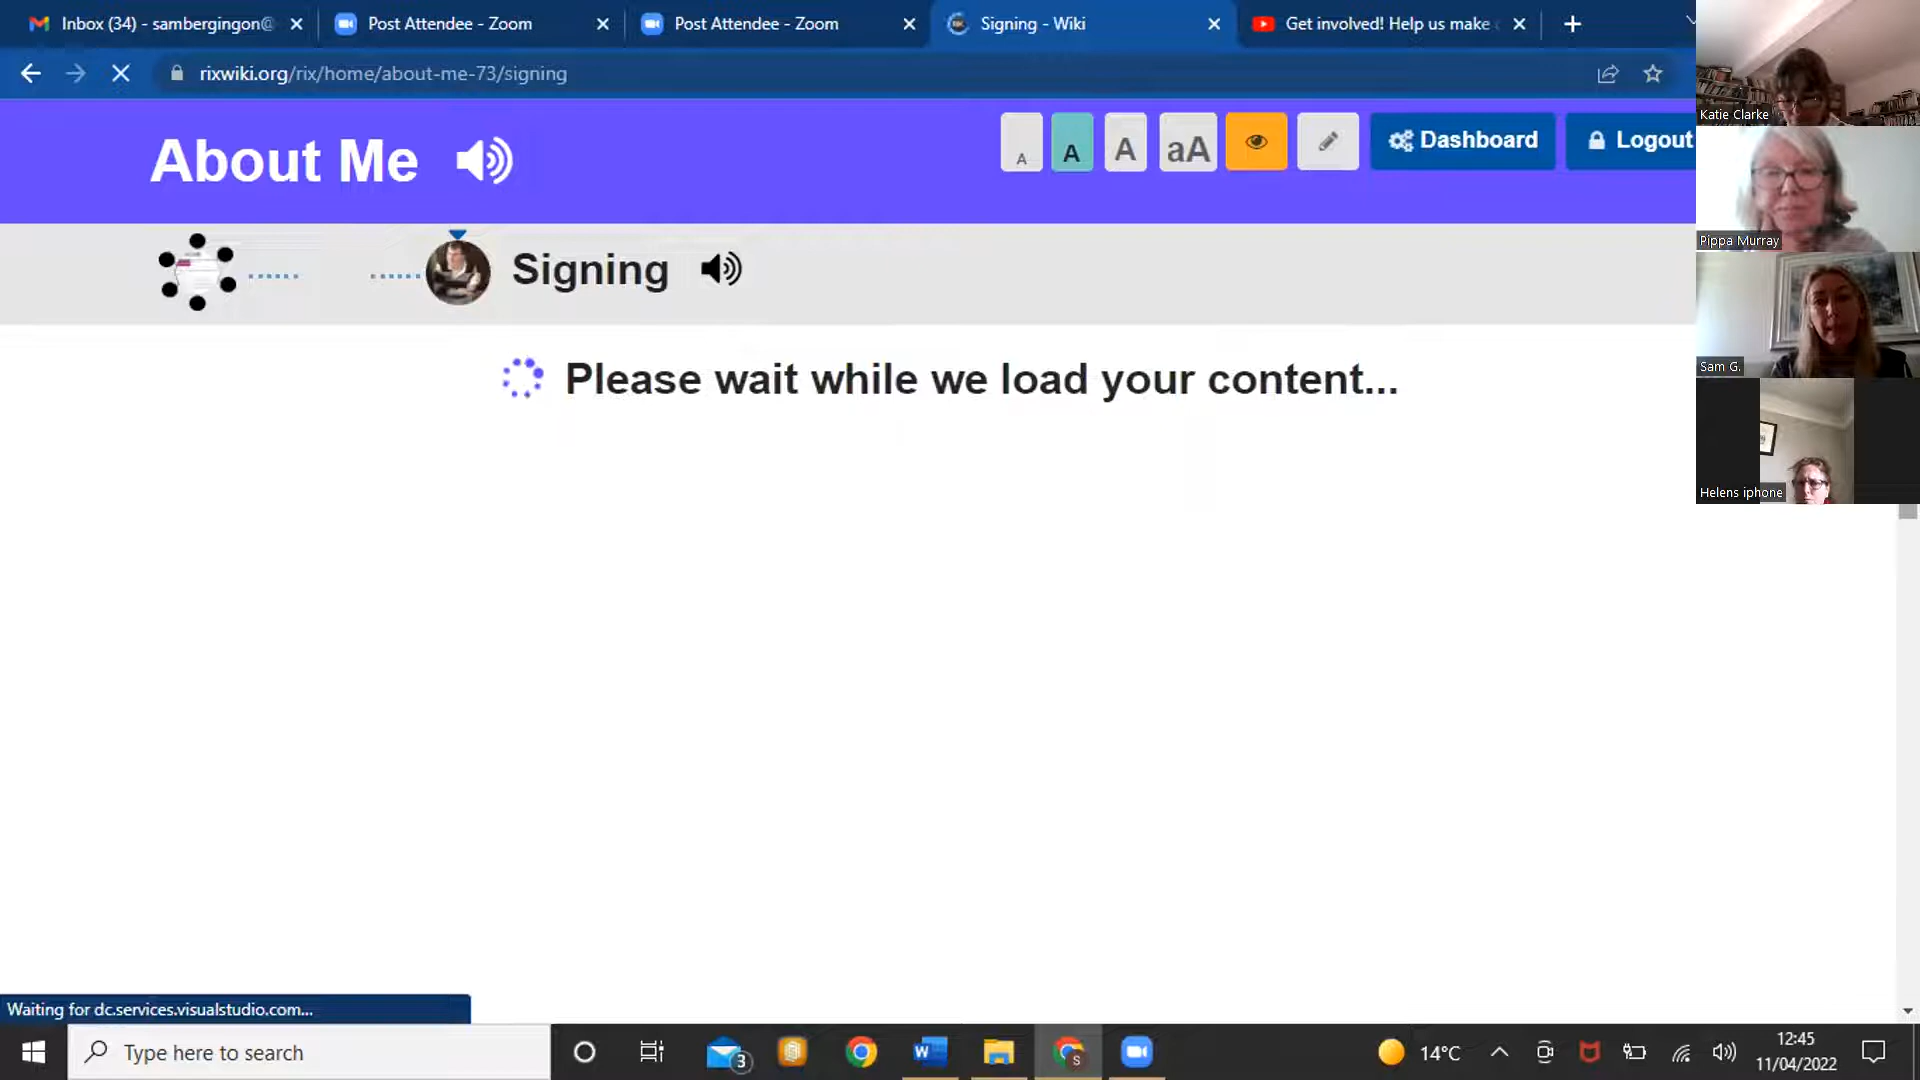 Inbox (34) - sambergingon@
Post Attendee - Zoom
Post Attendee - Zoom
Signing - Wiki
Get involved! Help us make
rixwiki.org/rix/home/about-me-73/signing
About Me
A
A
A
aA
Dashboard
Logout
Signing
Please wait while we load your content...
Katie Clarke
Pippa Murray
Sam G.
Helens iphone
Waiting for dc.services.visualstudio.com...
Type here to search
3
W
S
14°C
12:45
11/04/2022